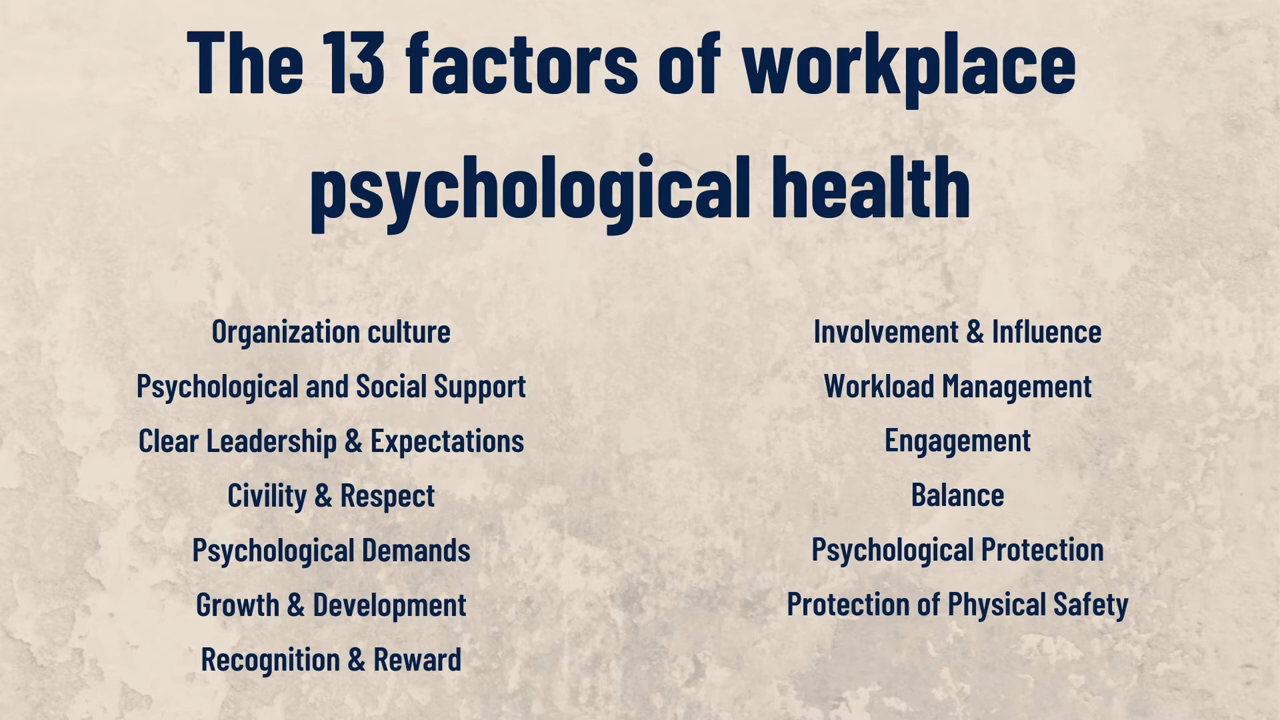 The 13 factors of workplace
psychological health
Organization culture
Psychological and Social Support
Clear Leadership & Expectations
Civility & Respect
Psychological Demands
Growth & Development
Recognition & Reward
Involvement & Influence
Workload Management
Engagement
Balance
Psychological Protection
Protection of Physical Safety